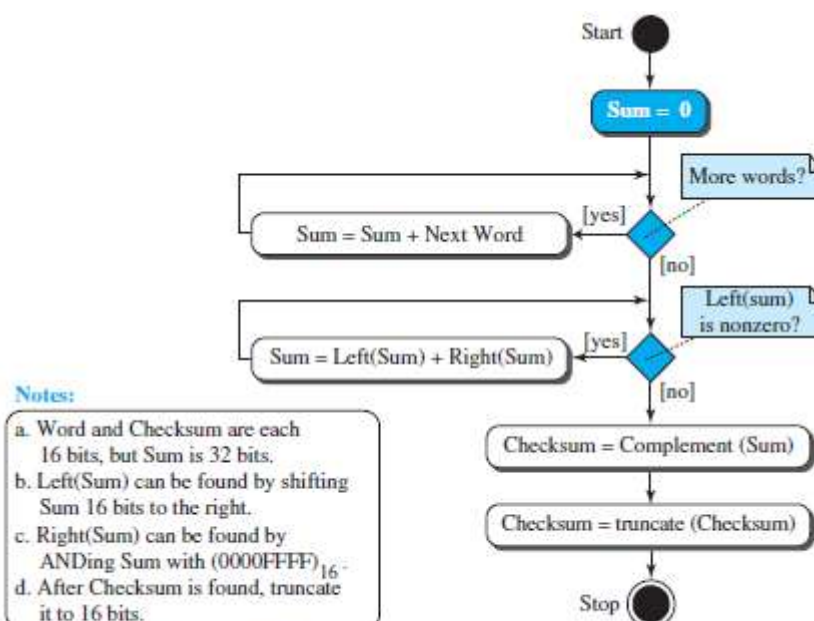 Start
Sum = 0
More words?
[yes]
Sum = Sum + Next Word
[no]
Left(sum)
is nonzero?
[yes]
Sum = Left(Sum) + Right(Sum)
[no]
Notes:
a. Word and Checksum are each
16 bits, but Sum is 32 bits.
b. Left(Sum) can be found by shifting
Sum 16 bits to the right.
c. Right(Sum) can be found by
ANDing Sum with (0000FFFF)16.
d. After Checksum is found, truncate
it to 16 bits.
Checksum = Complement (Sum)
Checksum = truncate (Checksum)
Stop